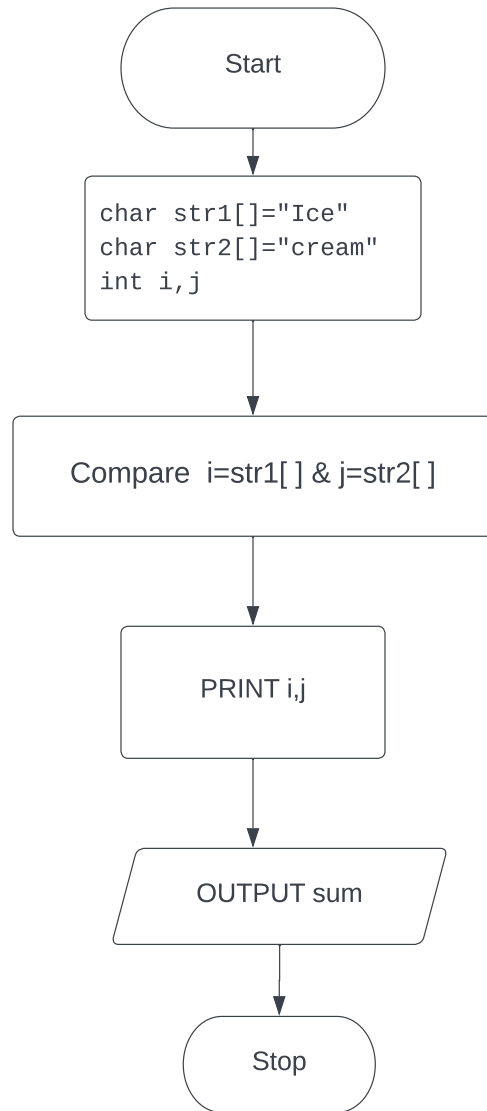 Start
char str1[]="Ice"
char str2[]="cream"
int i,j
Compare  i=str1[ ] & j=str2[ ]
PRINT i,j
OUTPUT sum
Stop